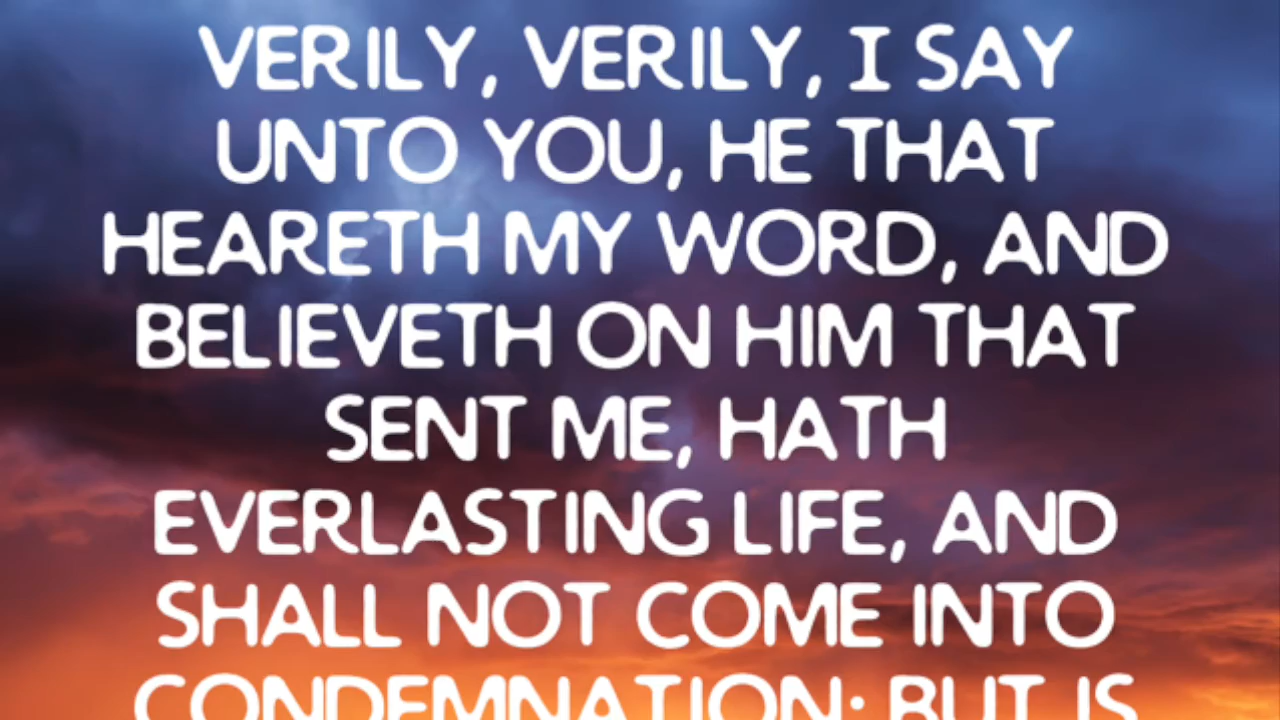 VERILY, VERILY, I SAY
UNTO YOU, HE THAT
HEARETH MY WORD, AND
BELIEVETH ON HIM THAT
SENT ME, HATH
EVERLASTING LIFE, AND
SHALL NOT COME INTO
CONDEMNATION; BUT IS